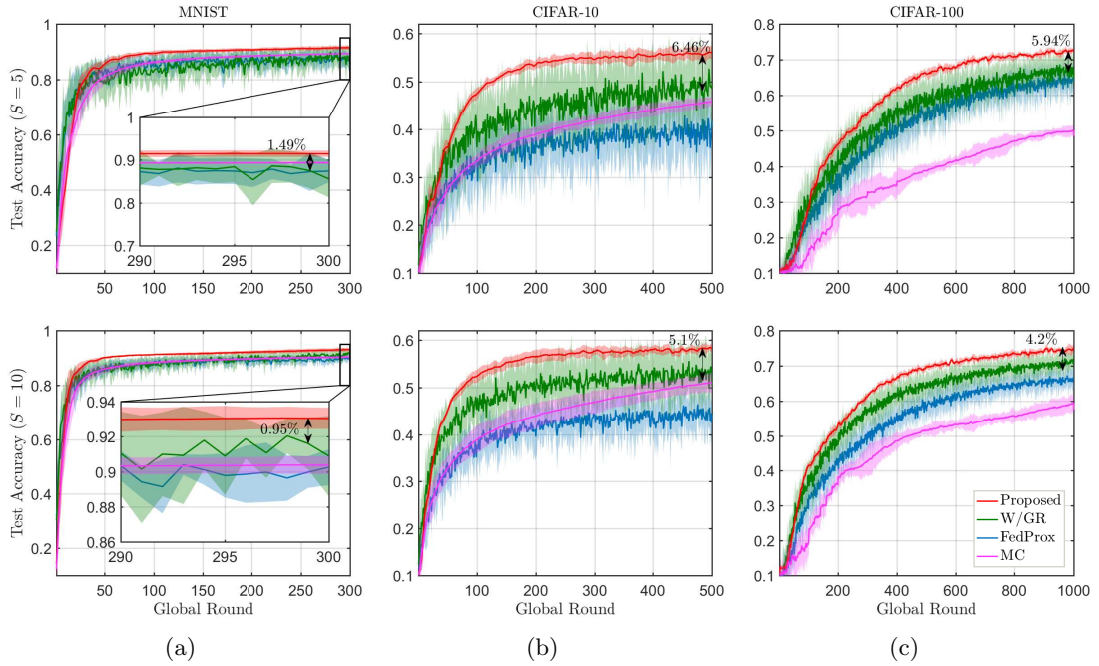 MNIST
CIFAR-10
CIFAR-100
Test Accuracy (S = 5)
1
0.8
0.6
0.4
0.2
50 100 150 200 250 300
1
0.9
0.8
0.7
290 295 300
1.49%
0.6
0.5
0.4
0.3
0.2
0.1
100 200 300 400 500
6.46%
0.8
0.7
0.6
0.5
0.4
0.3
0.2
0.1
200 400 600 800 1000
5.94%
Test Accuracy (S = 10)
1
0.8
0.6
0.4
0.2
50 100 150 200 250 300
Global Round
0.94
0.92
0.9
0.88
0.86
290 295 300
0.95%
0.6
0.5
0.4
0.3
0.2
0.1
100 200 300 400 500
Global Round
5.1%
0.8
0.7
0.6
0.5
0.4
0.3
0.2
0.1
200 400 600 800 1000
Global Round
4.2%
Proposed
W/GR
FedProx
MC
(a)
(b)
(c)